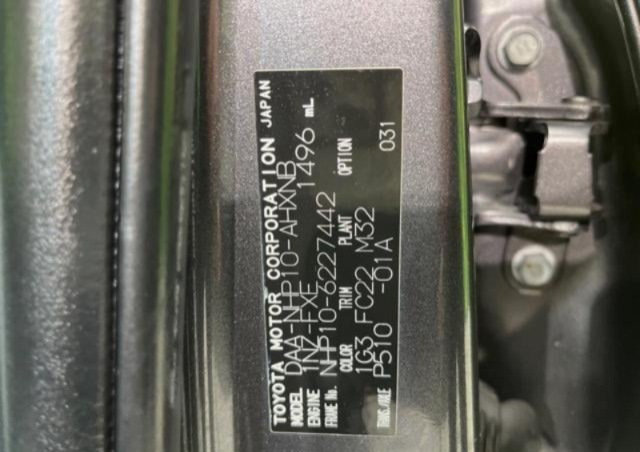 TOYOTA MOTOR CORPORATION JAPAN
MODEL DAA-NHP10-AHXNB
ENGINE 1NZ-FXE 1496 mL
FRAME No. NHP10-6227442
COLOR TRIM PLANT OPTION
1G3 FC22 M32
TRANS./AXLE P510 -01A 031